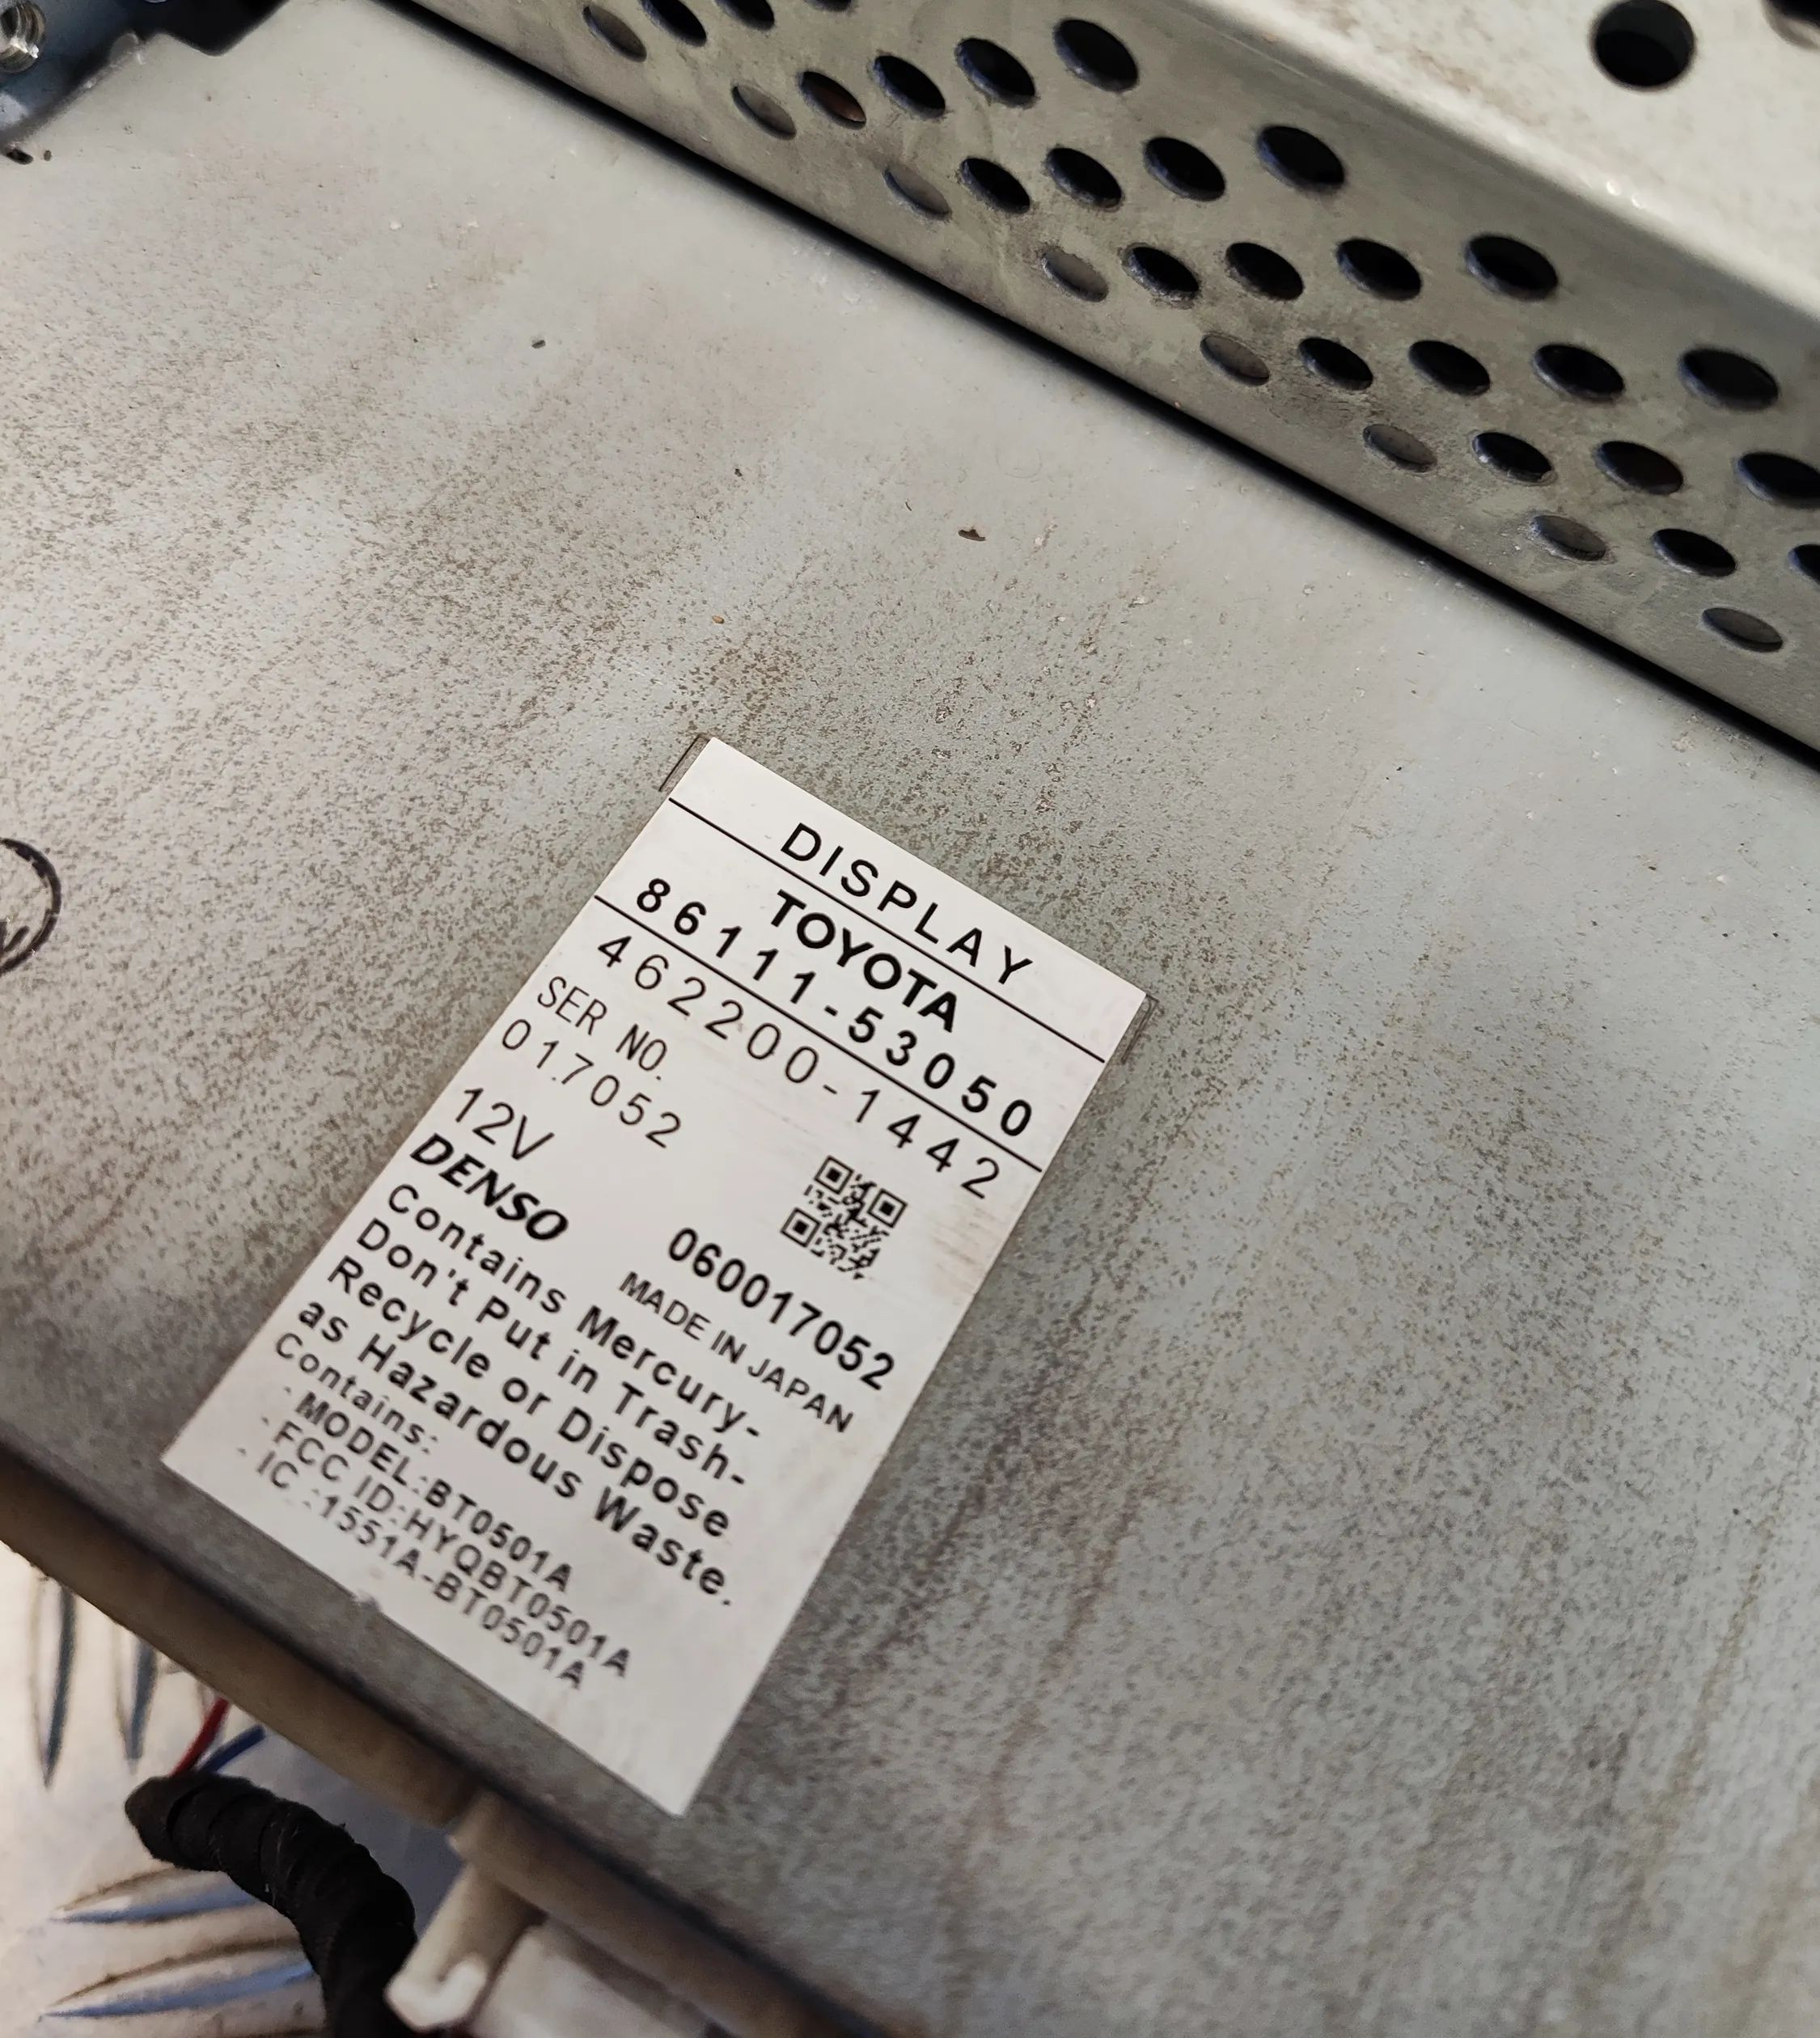 DISPLAY
TOYOTA
86111-53050
462200-1442
SER NO.
017052
12V
DENSO
060017052
MADE IN JAPAN
Contains Mercury-
Don't Put in Trash-
Recycle or Dispose
as Hazardous Waste.
Contains:
· MODEL:BT0501A
· FCC ID:HYQBT0501A
· IC :1551A-BT0501A